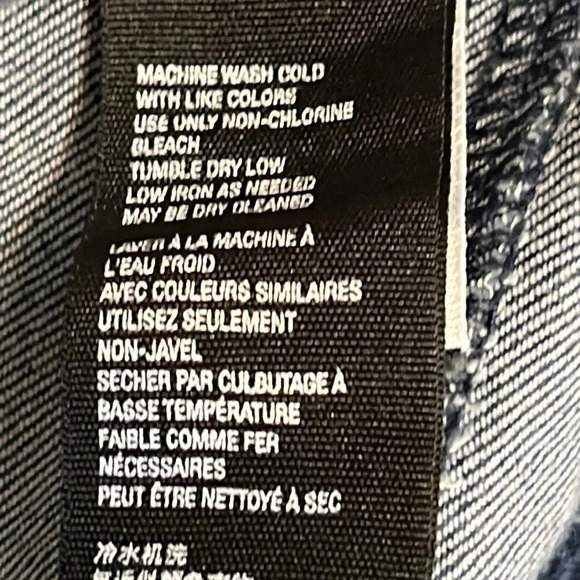 MACHINE WASH COLD
WITH LIKE COLORS
USE ONLY NON-CHLORINE
BLEACH
TUMBLE DRY LOW
LOW IRON AS NEEDED
MAY BE DRY CLEANED
LAVER À LA MACHINE À
L'EAU FROID
AVEC COULEURS SIMILAIRES
UTILISEZ SEULEMENT
NON-JAVEL
SECHER PAR CULBUTAGE À
BASSE TEMPÉRATURE
FAIBLE COMME FER
NÉCESSAIRES
PEUT ÊTRE NETTOYÉ À SEC
冷水机洗